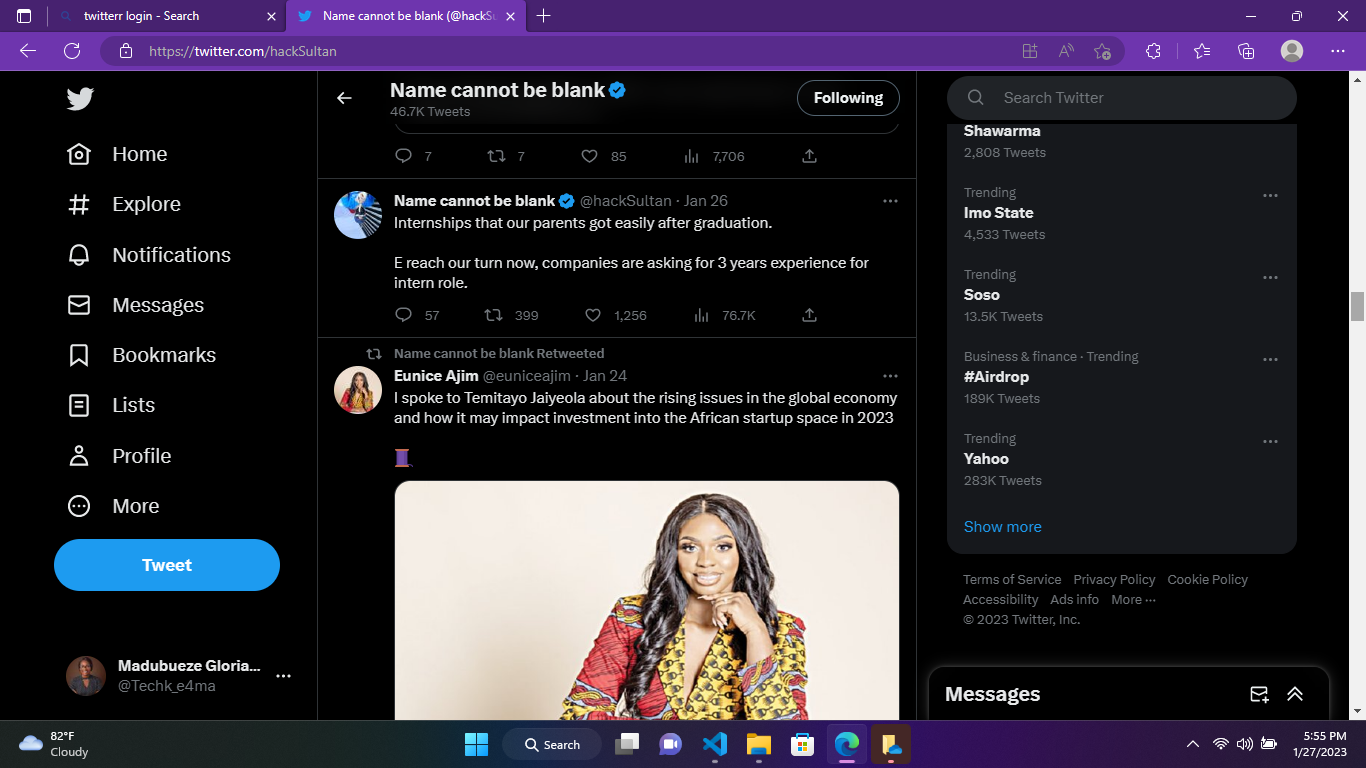 twitterr login - Search
Name cannot be blank (@hackSu
https://twitter.com/hackSultan
Home
Explore
Notifications
Messages
Bookmarks
Lists
Profile
More
Tweet
Madubueze Gloria...
@Techk_e4ma
Name cannot be blank
46.7K Tweets
Following
7 7 85 7,706
Name cannot be blank @hackSultan · Jan 26
Internships that our parents got easily after graduation.
E reach our turn now, companies are asking for 3 years experience for
intern role.
57 399 1,256 76.7K
Name cannot be blank Retweeted
Eunice Ajim @euniceajim · Jan 24
I spoke to Temitayo Jaiyeola about the rising issues in the global economy
and how it may impact investment into the African startup space in 2023
Search Twitter
Shawarma
2,808 Tweets
Trending
Imo State
4,533 Tweets
Trending
Soso
13.5K Tweets
Business & finance · Trending
#Airdrop
189K Tweets
Trending
Yahoo
283K Tweets
Show more
Terms of Service Privacy Policy Cookie Policy
Accessibility Ads info More ···
© 2023 Twitter, Inc.
Messages
82°F
Cloudy
Search
5:55 PM
1/27/2023